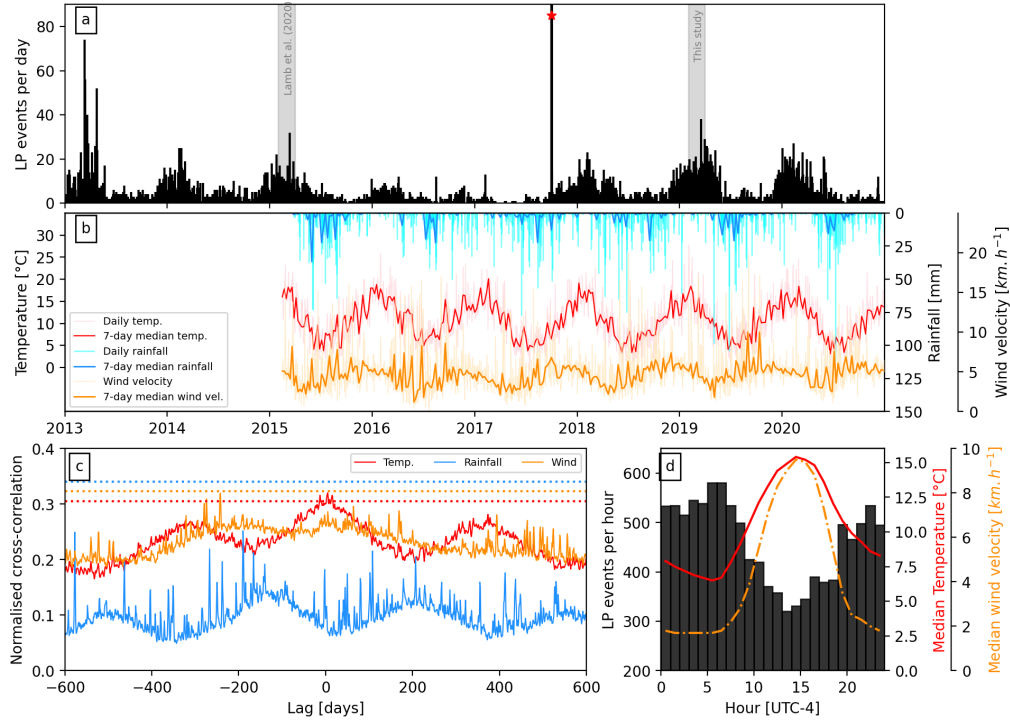 a
80
60
40
20
0
LP events per day
Lamb et al. (2020)
This study
b
30
25
20
15
10
5
0
Temperature [°C]
Daily temp.
7-day median temp.
Daily rainfall
7-day median rainfall
Wind velocity
7-day median wind vel.
0
25
50
75
100
125
150
Rainfall [mm]
20
15
10
5
0
Wind velocity [km. h⁻¹]
2013 2014 2015 2016 2017 2018 2019 2020
c
0.4
0.3
0.2
0.1
0.0
Normalised cross-correlation
Temp. Rainfall Wind
−600 −400 −200 0 200 400 600
Lag [days]
d
600
500
400
300
200
LP events per hour
15.0
12.5
10.0
7.5
5.0
2.5
0.0
Median Temperature [°C]
10
8
6
4
2
0
Median wind velocity [km. h⁻¹]
0 5 10 15 20
Hour [UTC-4]